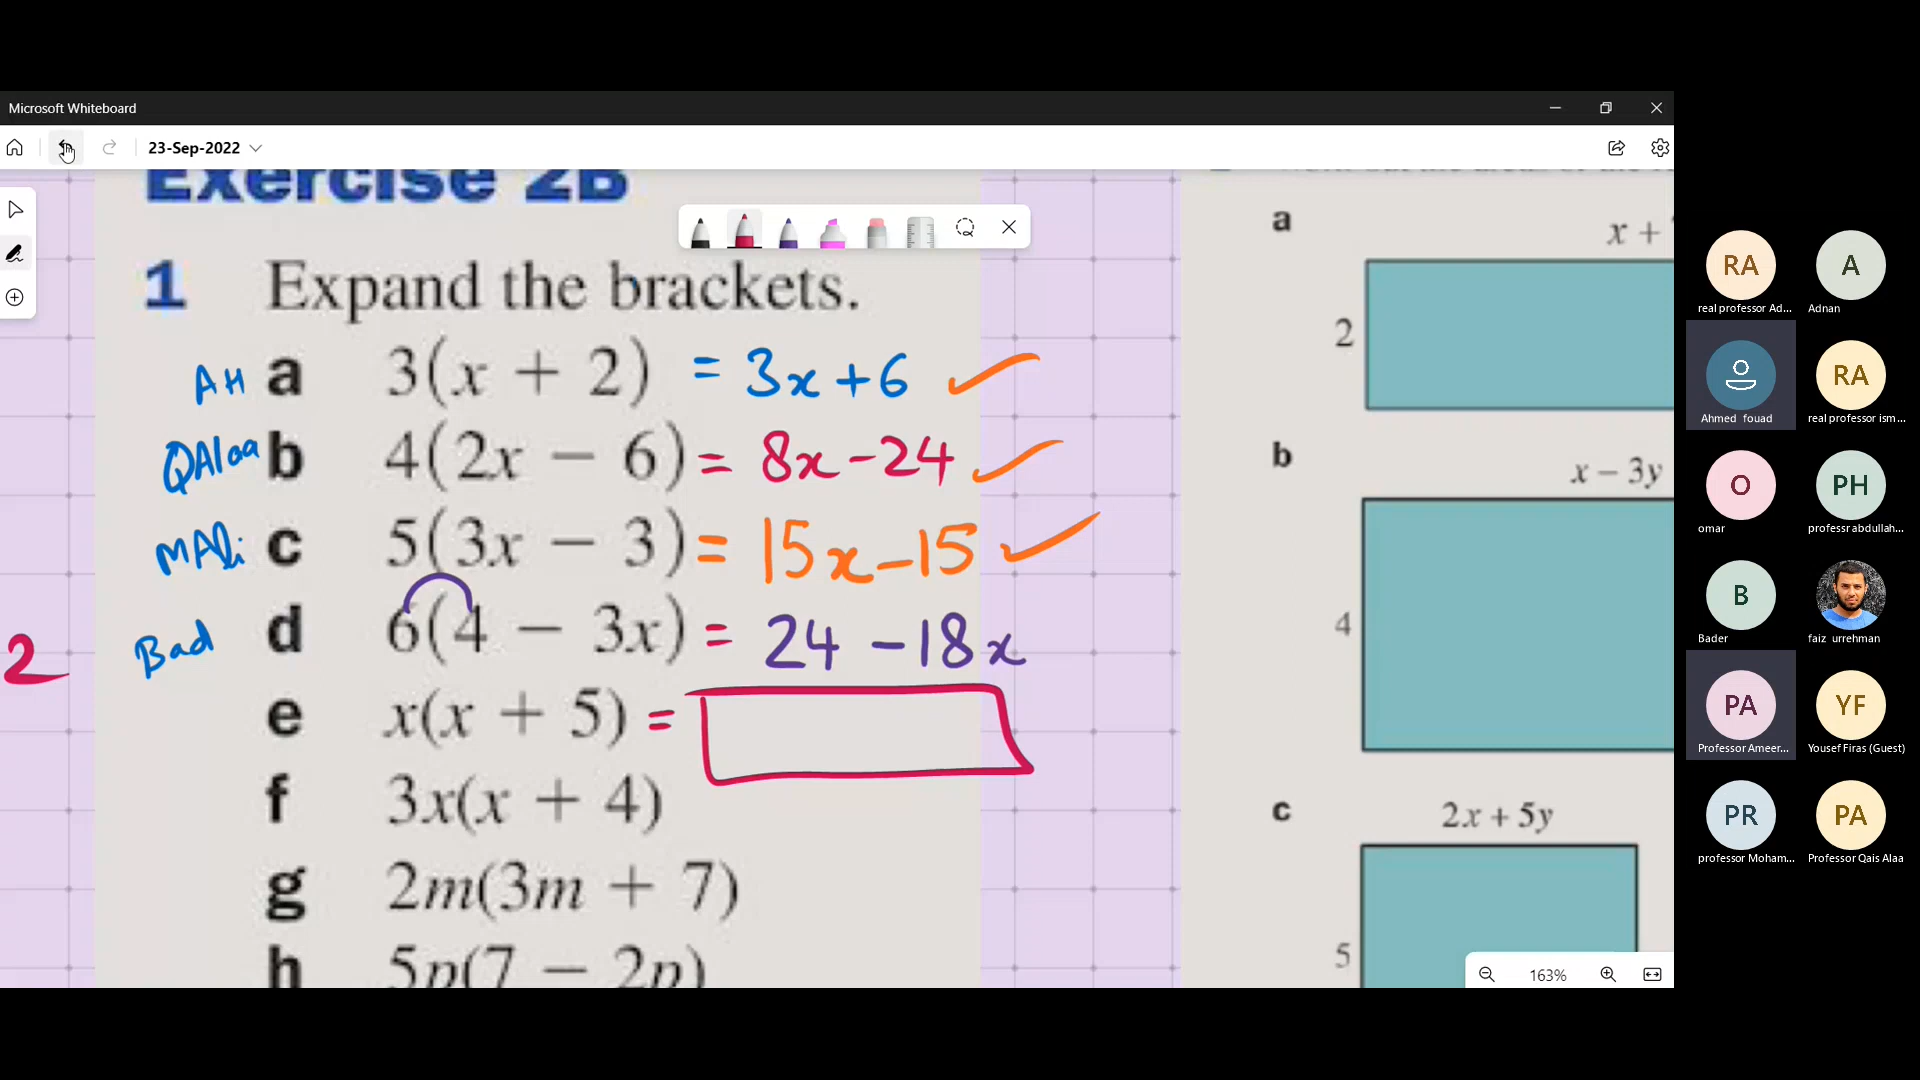 Microsoft Whiteboard
23-Sep-2022
Exercise 2B
1 Expand the brackets.
AH a 3(x + 2) = 3x + 6
QAlaa b 4(2x − 6) = 8x − 24
MAli c 5(3x − 3) = 15x − 15
Bad d 6(4 − 3x) = 24 − 18x
2
e x(x + 5) =
f 3x(x + 4)
g 2m(3m + 7)
h 5p(7 − 2p)
a
x +
2
b
x − 3y
4
c
2x + 5y
5
163%
RA
real professor Ad...
A
Adnan
Ahmed fouad
RA
real professor ism...
O
omar
PH
professr abdullah...
B
Bader
faiz urrehman
PA
Professor Ameer...
YF
Yousef Firas (Guest)
PR
professor Moham...
PA
Professor Qais Alaa